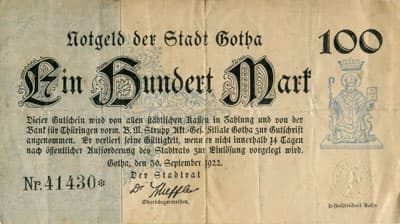 Notgeld der Stadt Gotha
100
Ein Hundert Mark
Dieser Gutschein wird von allen städtischen Kassen in Zahlung und von der
Bank für Thüringen vorm. B. M. Strupp Akt.-Ges. Filiale Gotha zur Gutschrift
angenommen. Er verliert seine Gültigkeit, wenn er nicht innerhalb 14 Tagen
nach öffentlicher Aufforderung des Stadtrats zur Einlösung vorgelegt wird.
Gotha, den 30. September 1922.
Der Stadtrat
Nr. 41430*
Dr. Scheffler
Oberbürgermeister.